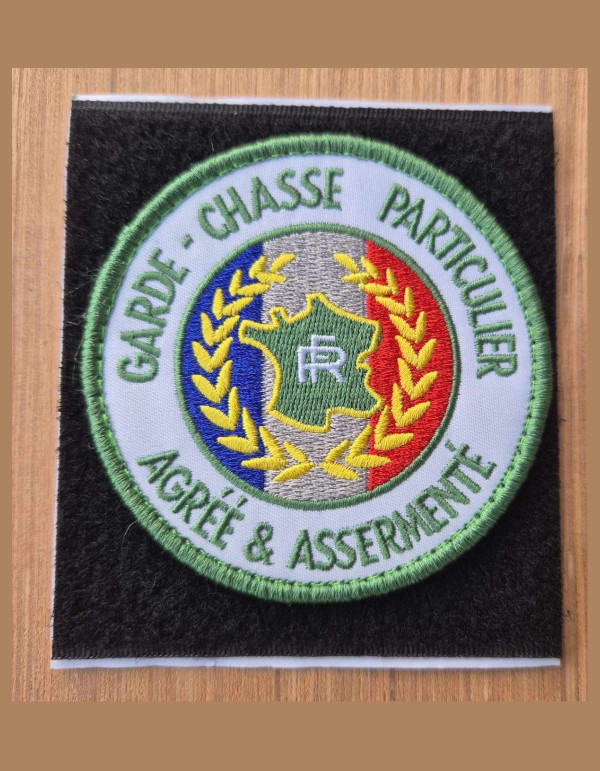 GARDE - CHASSE PARTICULIER
RF
AGRÉÉ & ASSERMENTÉ